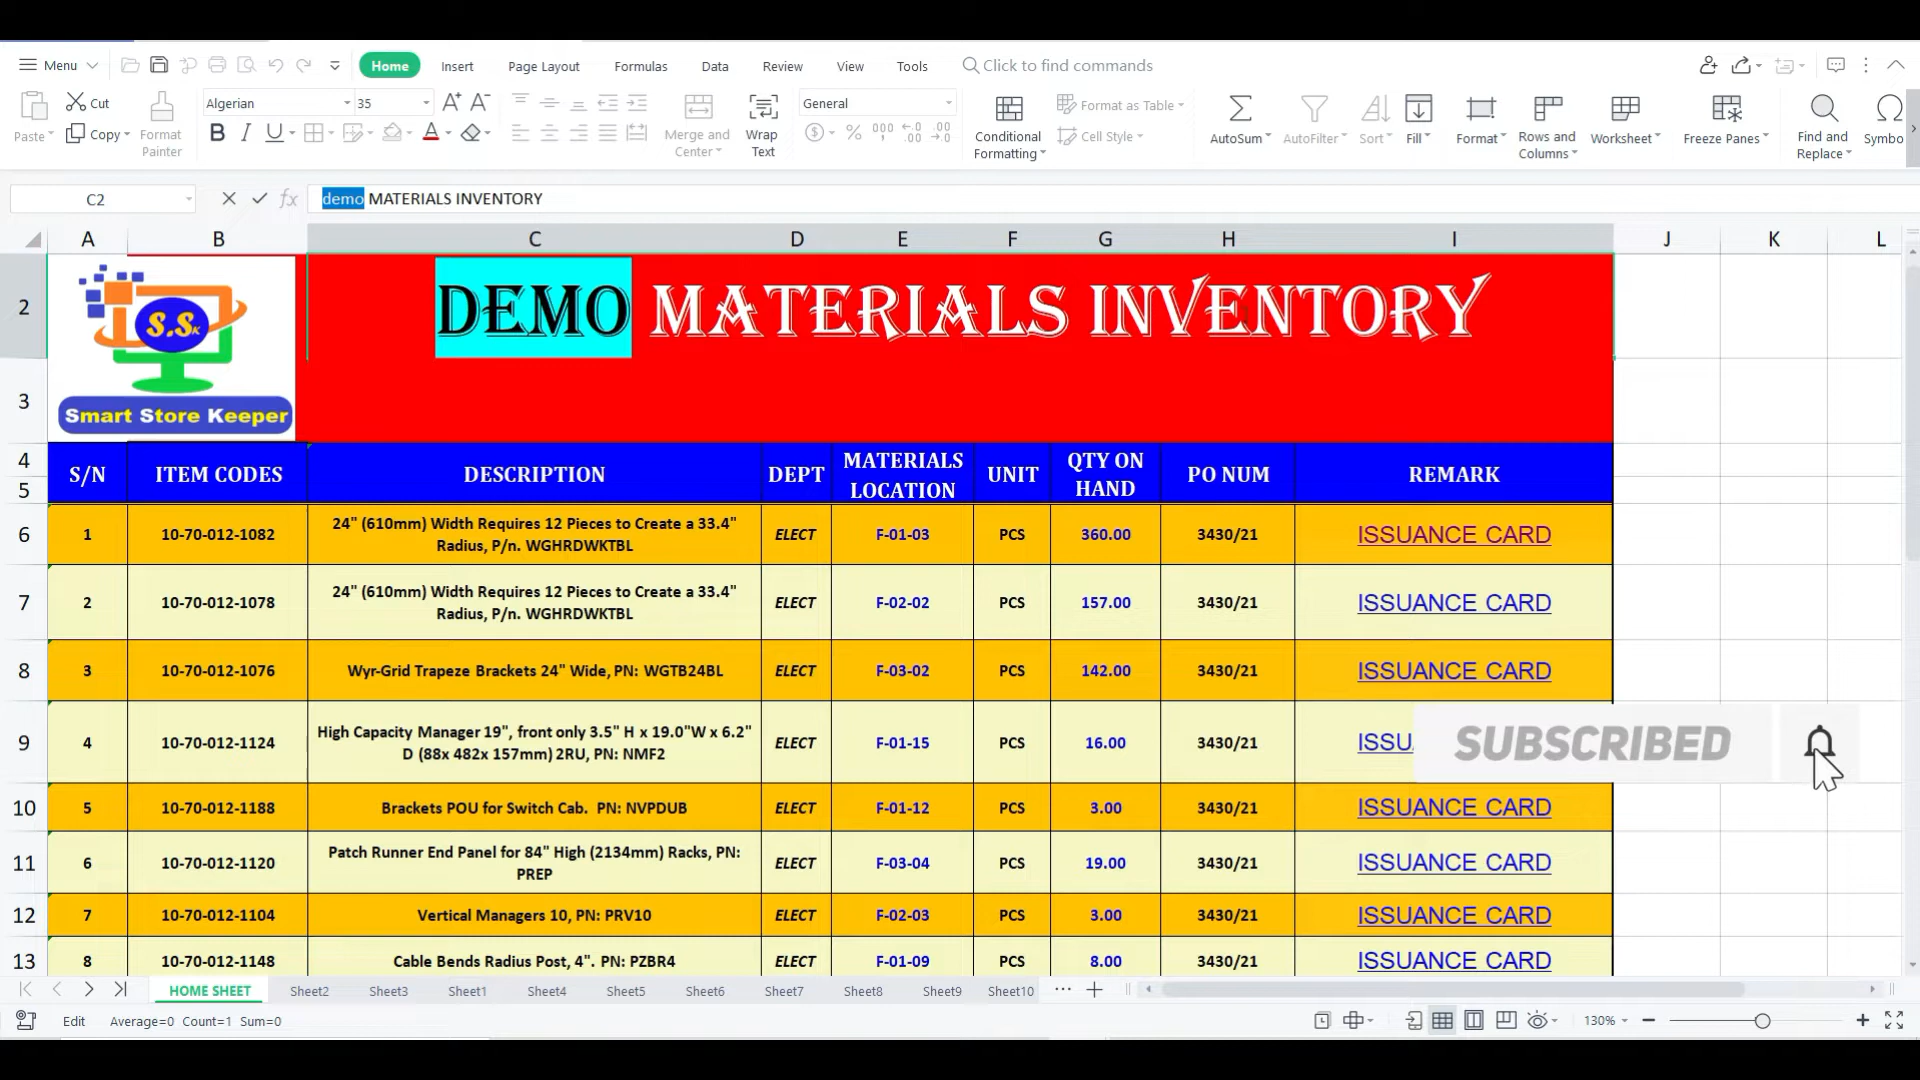 Menu
Home
Insert
Page Layout
Formulas
Data
Review
View
Tools
Click to find commands
Paste
Cut
Copy
Format
Painter
Algerian
35
Merge and
Center
Wrap
Text
General
Conditional
Formatting
Format as Table
Cell Style
AutoSum
AutoFilter
Sort
Fill
Format
Rows and
Columns
Worksheet
Freeze Panes
Find and
Replace
Symbo
C2
demo MATERIALS INVENTORY
A B C D E F G H I J K L
2 DEMO MATERIALS INVENTORY
S.Sk
Smart Store Keeper
3
4
5
S/N ITEM CODES DESCRIPTION DEPT MATERIALS LOCATION UNIT QTY ON HAND PO NUM REMARK
6 1 10-70-012-1082 24" (610mm) Width Requires 12 Pieces to Create a 33.4" Radius, P/n. WGHRDWKTBL ELECT F-01-03 PCS 360.00 3430/21 ISSUANCE CARD
7 2 10-70-012-1078 24" (610mm) Width Requires 12 Pieces to Create a 33.4" Radius, P/n. WGHRDWKTBL ELECT F-02-02 PCS 157.00 3430/21 ISSUANCE CARD
8 3 10-70-012-1076 Wyr-Grid Trapeze Brackets 24" Wide, PN: WGTB24BL ELECT F-03-02 PCS 142.00 3430/21 ISSUANCE CARD
9 4 10-70-012-1124 High Capacity Manager 19", front only 3.5" H x 19.0"W x 6.2" D (88x 482x 157mm) 2RU, PN: NMF2 ELECT F-01-15 PCS 16.00 3430/21 ISSU
SUBSCRIBED
10 5 10-70-012-1188 Brackets POU for Switch Cab. PN: NVPDUB ELECT F-01-12 PCS 3.00 3430/21 ISSUANCE CARD
11 6 10-70-012-1120 Patch Runner End Panel for 84" High (2134mm) Racks, PN: PREP ELECT F-03-04 PCS 19.00 3430/21 ISSUANCE CARD
12 7 10-70-012-1104 Vertical Managers 10, PN: PRV10 ELECT F-02-03 PCS 3.00 3430/21 ISSUANCE CARD
13 8 10-70-012-1148 Cable Bends Radius Post, 4". PN: PZBR4 ELECT F-01-09 PCS 8.00 3430/21 ISSUANCE CARD
HOME SHEET Sheet2 Sheet3 Sheet1 Sheet4 Sheet5 Sheet6 Sheet7 Sheet8 Sheet9 Sheet10 ...
Edit Average=0 Count=1 Sum=0
130%